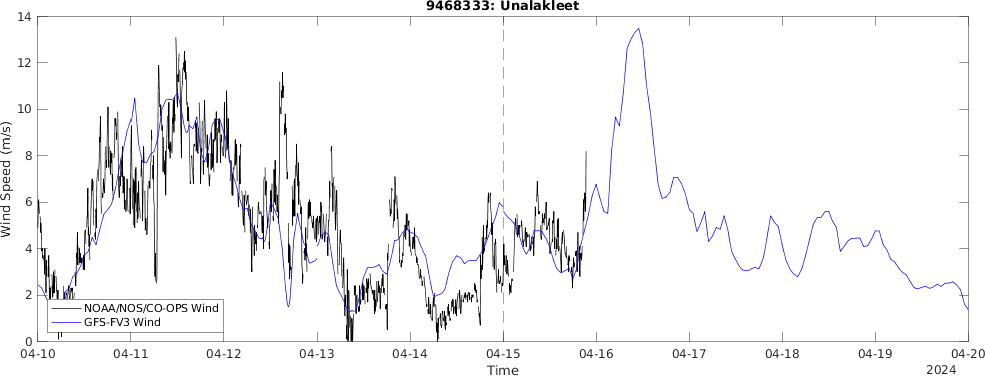 9468333: Unalakleet
14
12
10
8
6
4
2
0
Wind Speed (m/s)
NOAA/NOS/CO-OPS Wind
GFS-FV3 Wind
04-10 04-11 04-12 04-13 04-14 04-15 04-16 04-17 04-18 04-19 04-20
Time
2024